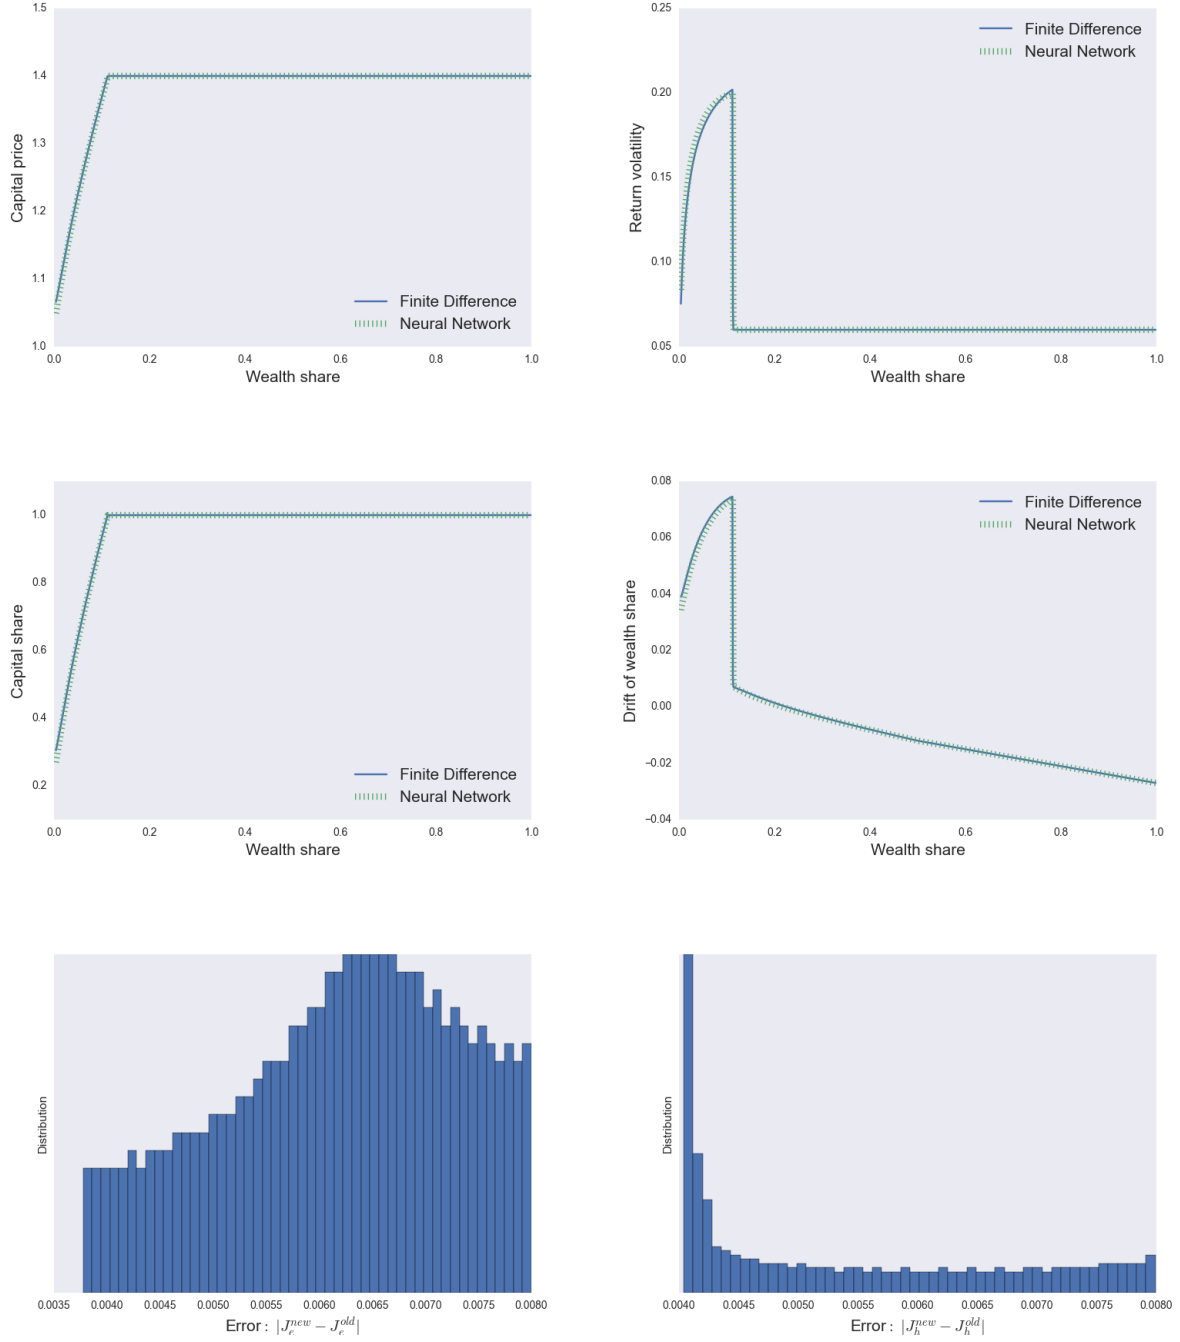 1.5
1.4
1.3
1.2
1.1
1.0
Capital price
Finite Difference
Neural Network
0.0 0.2 0.4 0.6 0.8 1.0
Wealth share
0.25
0.20
0.15
0.10
0.05
Return volatility
Finite Difference
Neural Network
0.0 0.2 0.4 0.6 0.8 1.0
Wealth share
1.0
0.8
0.6
0.4
0.2
Capital share
Finite Difference
Neural Network
0.0 0.2 0.4 0.6 0.8 1.0
Wealth share
0.08
0.06
0.04
0.02
0.00
−0.02
−0.04
Drift of wealth share
Finite Difference
Neural Network
0.0 0.2 0.4 0.6 0.8 1.0
Wealth share
Distribution
0.0035 0.0040 0.0045 0.0050 0.0055 0.0060 0.0065 0.0070 0.0075 0.0080
Error: |J_e^{new} − J_e^{old}|
Distribution
0.0040 0.0045 0.0050 0.0055 0.0060 0.0065 0.0070 0.0075 0.0080
Error: |J_h^{new} − J_h^{old}|